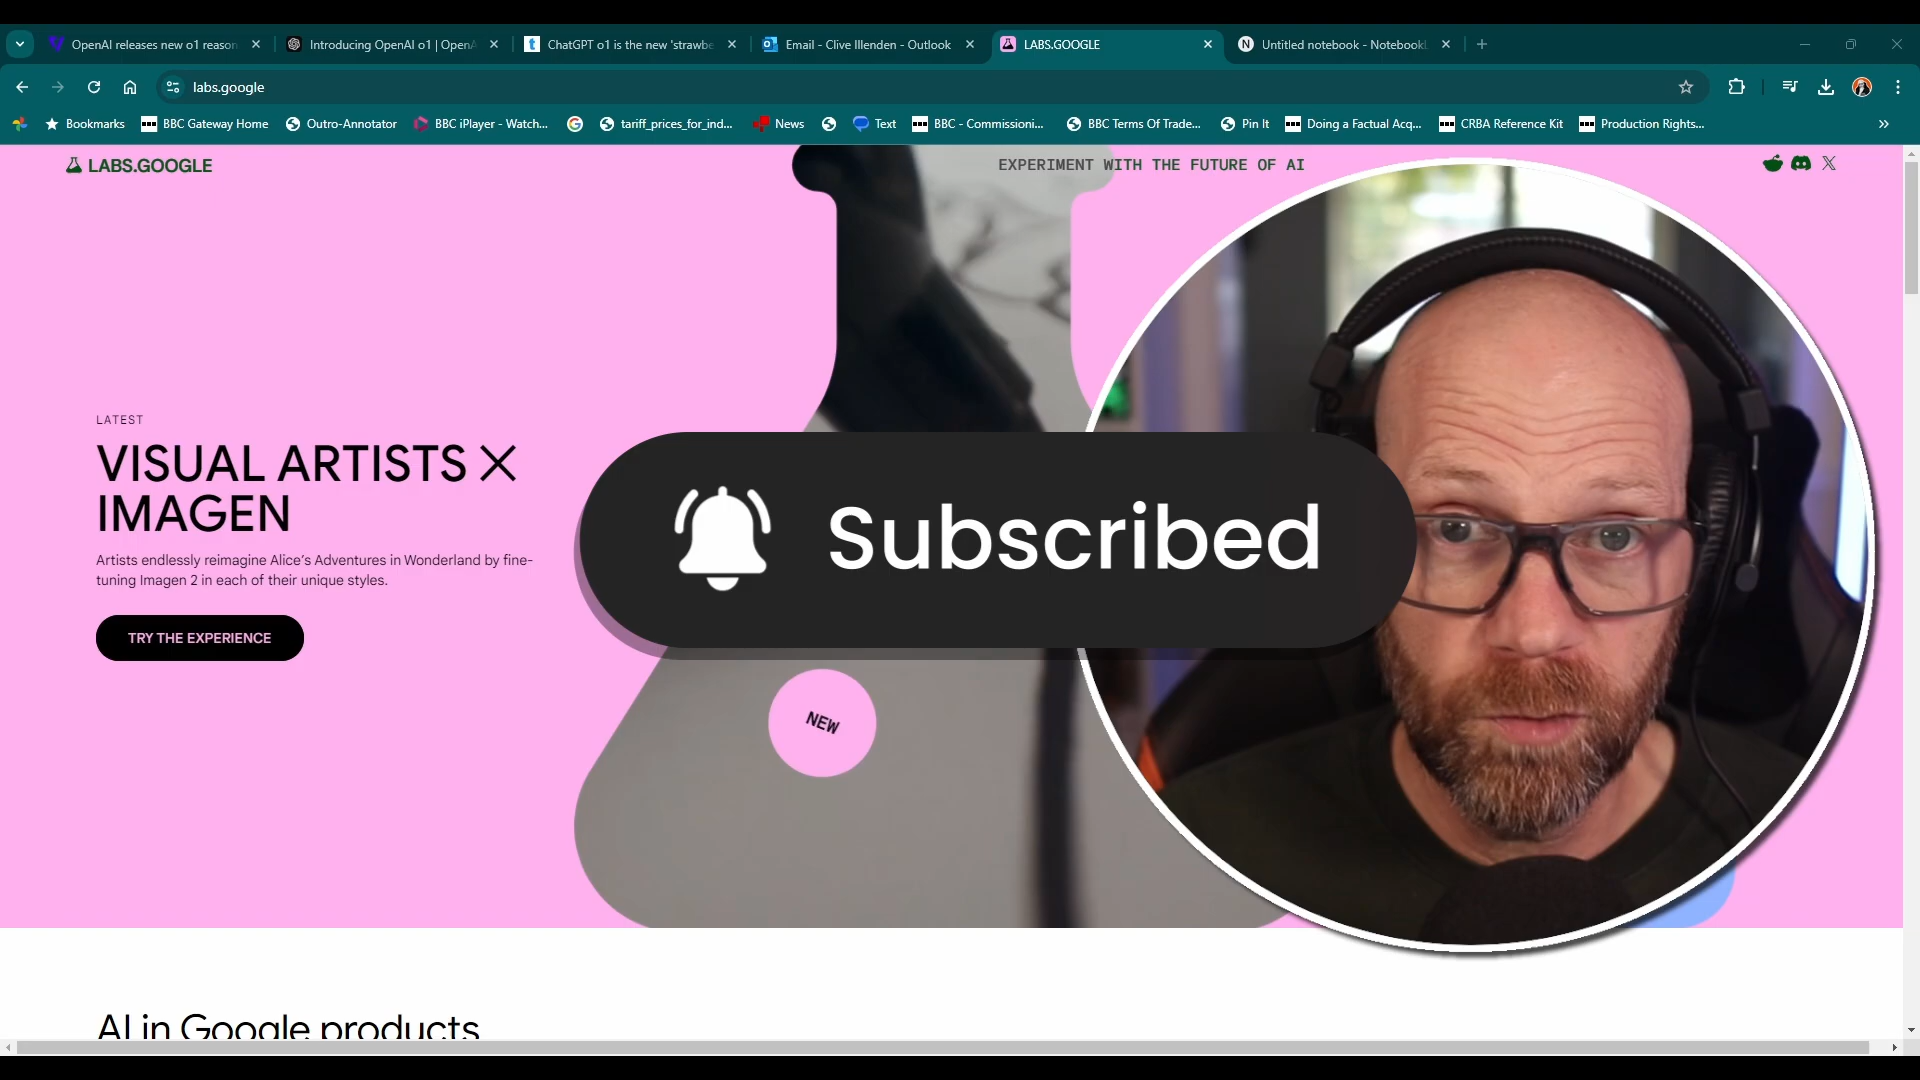 OpenAI releases new o1 reason
Introducing OpenAI o1 | OpenA
ChatGPT o1 is the new 'strawbe
Email - Clive Illenden - Outlook
LABS.GOOGLE
Untitled notebook - NotebookL
labs.google
Bookmarks
BBC Gateway Home
Outro-Annotator
BBC iPlayer - Watch...
tariff_prices_for_ind...
News
Text
BBC - Commissioni...
BBC Terms Of Trade...
Pin It
Doing a Factual Acq...
CRBA Reference Kit
Production Rights...
LABS.GOOGLE
EXPERIMENT WITH THE FUTURE OF AI
LATEST
VISUAL ARTISTS X
IMAGEN
Artists endlessly reimagine Alice's Adventures in Wonderland by fine-
tuning Imagen 2 in each of their unique styles.
TRY THE EXPERIENCE
Subscribed
NEW
AI in Google products